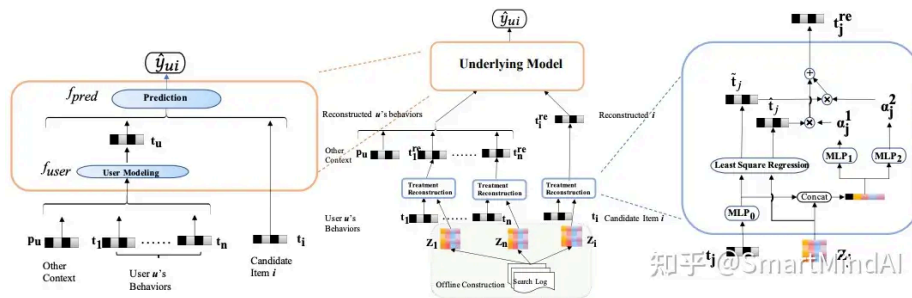 ŷui
fpred
Prediction
tu
fuser
User Modeling
pu
t1
tn
ti
Other
Context
User u's
Behaviors
Candidate
Item i
ŷui
Underlying Model
Reconstructed u's behaviors
Reconstructed i
Other
Context
pu
t1re
tnre
tire
Treatment
Reconstruction
Treatment
Reconstruction
Treatment
Reconstruction
User u's
Behaviors
t1
tn
ti
Candidate Item i
Z1
Zn
Zi
Search Log
Offline Construction
tjre
t̃j
t̂j
αj1
αj2
Least Square Regression
MLP1
MLP2
MLP0
Concat
tj
知乎 @SmartMindAI